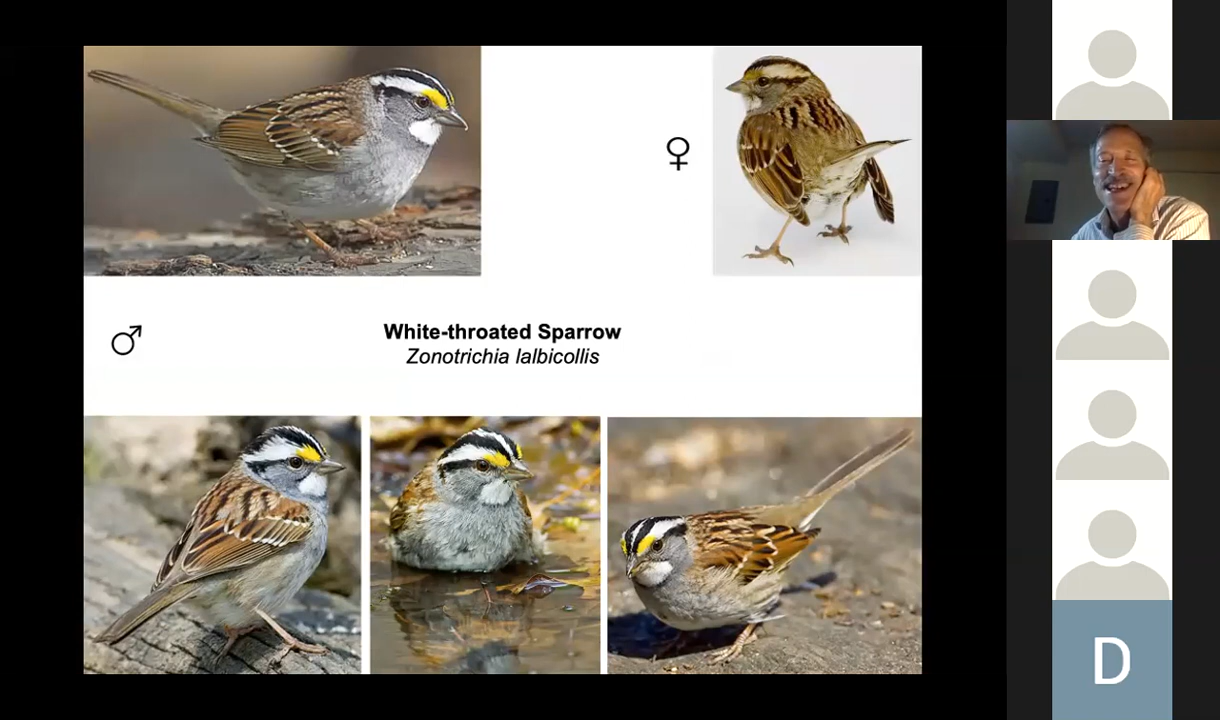 ♀
♂
White-throated Sparrow
Zonotrichia lalbicollis
D